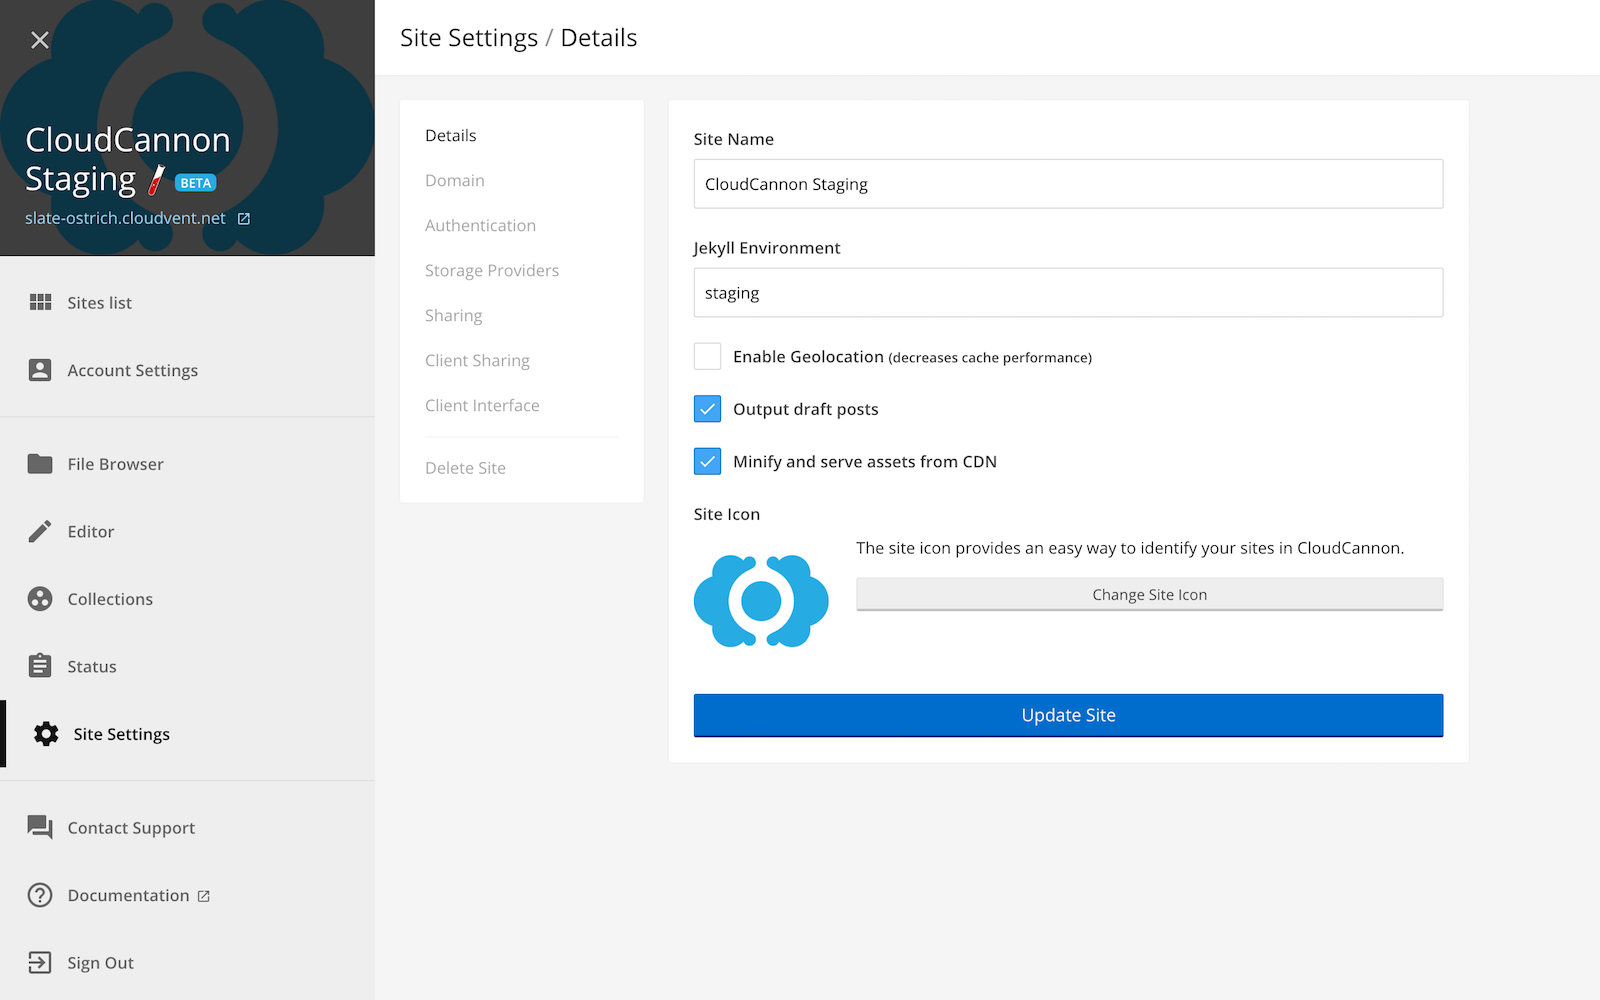 CloudCannon
Staging BETA
slate-ostrich.cloudvent.net
Sites list
Account Settings
File Browser
Editor
Collections
Status
Site Settings
Contact Support
Documentation
Sign Out
Site Settings / Details
Details
Domain
Authentication
Storage Providers
Sharing
Client Sharing
Client Interface
Delete Site
Site Name
CloudCannon Staging
Jekyll Environment
staging
Enable Geolocation (decreases cache performance)
Output draft posts
Minify and serve assets from CDN
Site Icon
The site icon provides an easy way to identify your sites in CloudCannon.
Change Site Icon
Update Site